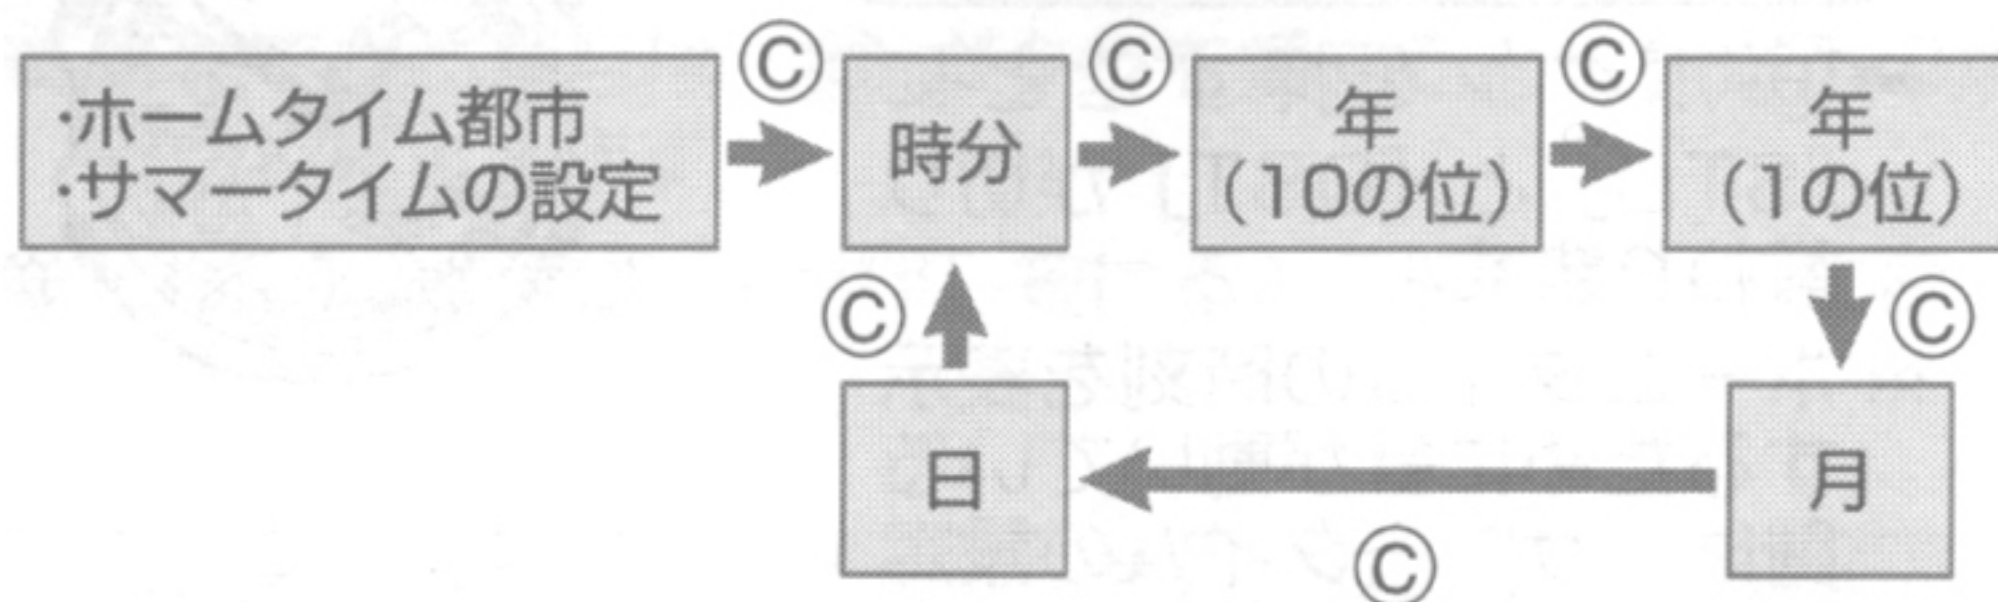 ·ホームタイム都市
·サマータイムの設定
Ⓒ
時分
Ⓒ
年
（10の位）
Ⓒ
年
（1の位）
Ⓒ
月
Ⓒ
日
Ⓒ